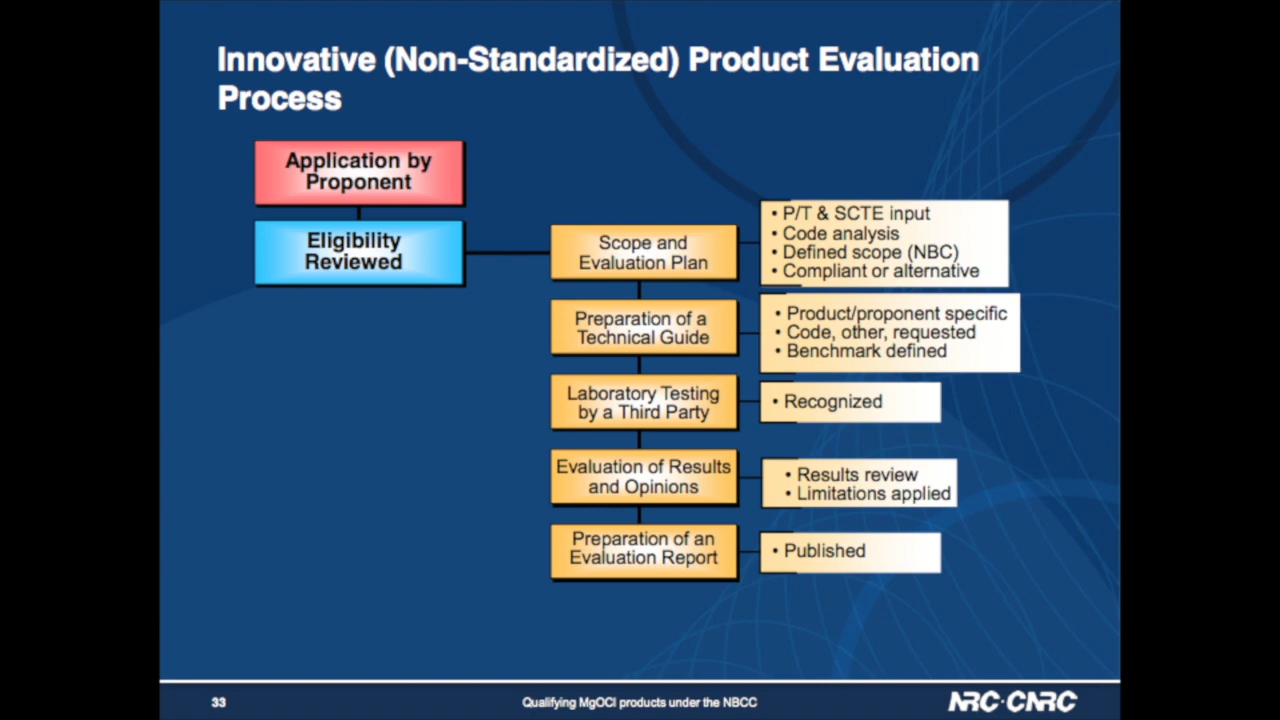 Innovative (Non-Standardized) Product Evaluation
Process
Application by
Proponent
Eligibility
Reviewed
Scope and
Evaluation Plan
• P/T & SCTE input
• Code analysis
• Defined scope (NBC)
• Compliant or alternative
Preparation of a
Technical Guide
• Product/proponent specific
• Code, other, requested
• Benchmark defined
Laboratory Testing
by a Third Party
• Recognized
Evaluation of Results
and Opinions
• Results review
• Limitations applied
Preparation of an
Evaluation Report
• Published
33
Qualifying MgOCl products under the NBCC
NRC·CNRC